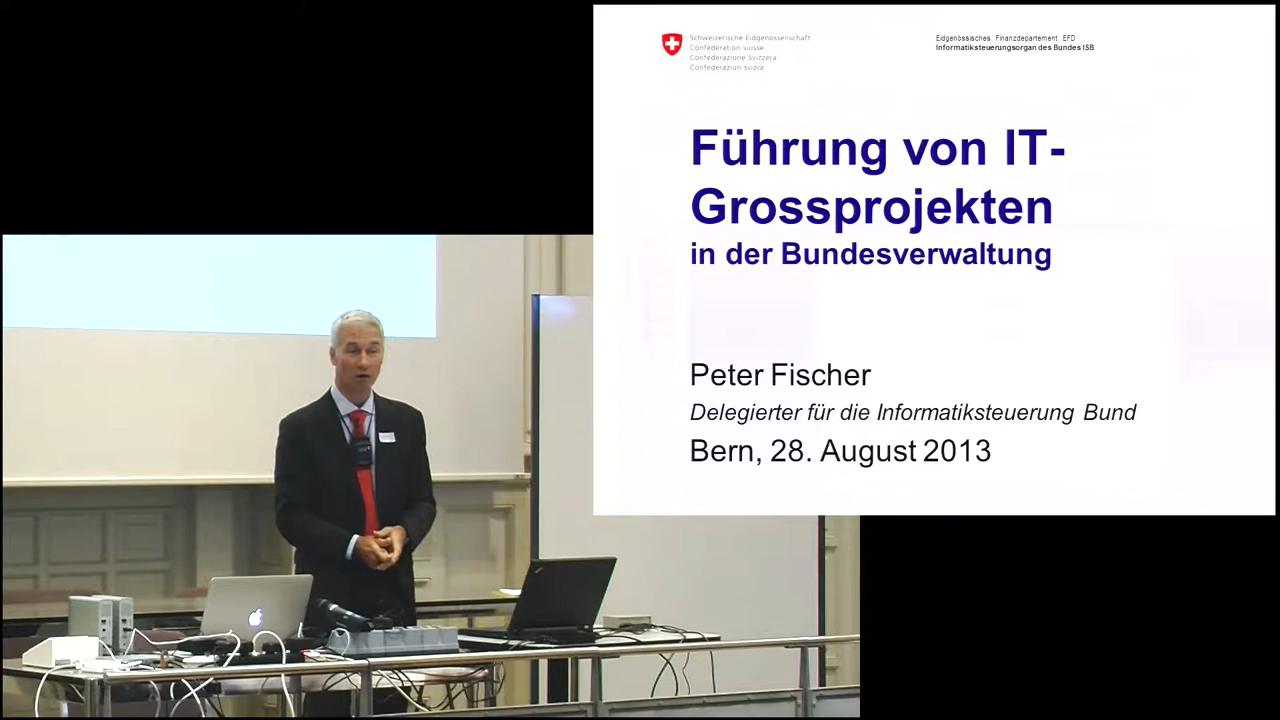 Schweizerische Eidgenossenschaft
Confédération suisse
Confederazione Svizzera
Confederaziun svizra
Eidgenössisches Finanzdepartement EFD
Informatiksteuerungsorgan des Bundes ISB
Führung von IT-
Grossprojekten
in der Bundesverwaltung
Peter Fischer
Delegierter für die Informatiksteuerung Bund
Bern, 28. August 2013